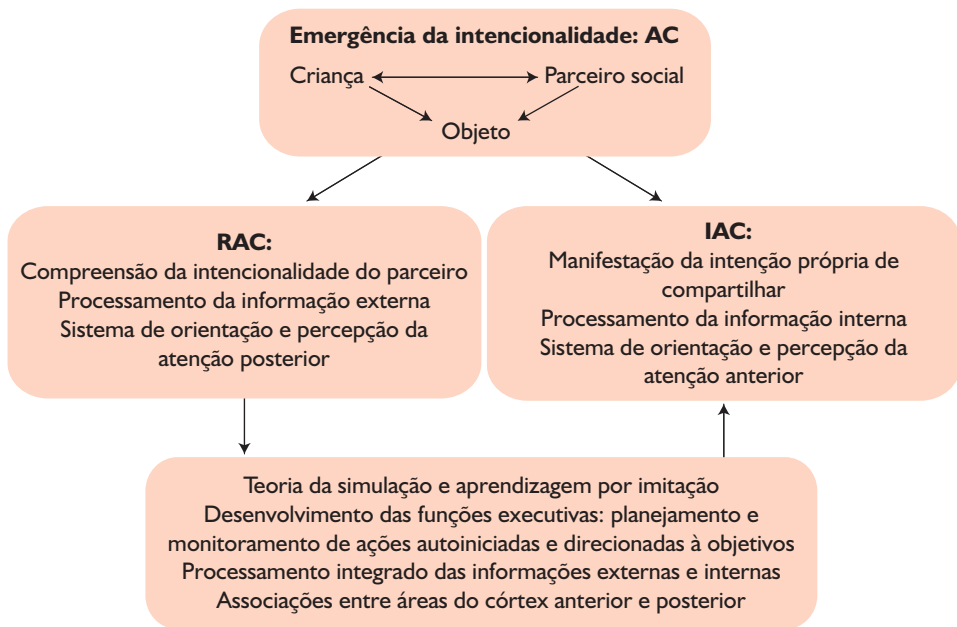 Emergência da intencionalidade: AC
Criança Parceiro social
Objeto
RAC:
Compreensão da intencionalidade do parceiro
Processamento da informação externa
Sistema de orientação e percepção da
atenção posterior
IAC:
Manifestação da intenção própria de
compartilhar
Processamento da informação interna
Sistema de orientação e percepção da
atenção anterior
Teoria da simulação e aprendizagem por imitação
Desenvolvimento das funções executivas: planejamento e
monitoramento de ações autoiniciadas e direcionadas à objetivos
Processamento integrado das informações externas e internas
Associações entre áreas do córtex anterior e posterior